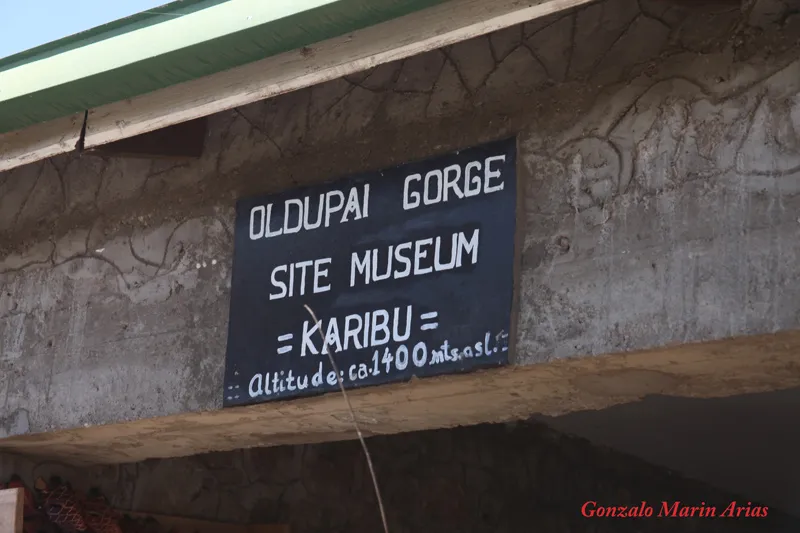 OLDUPAI GORGE
SITE MUSEUM
=KARIBU=
:: Altitude: ca.1400 mts.asl. ::
Gonzalo Marin Arias